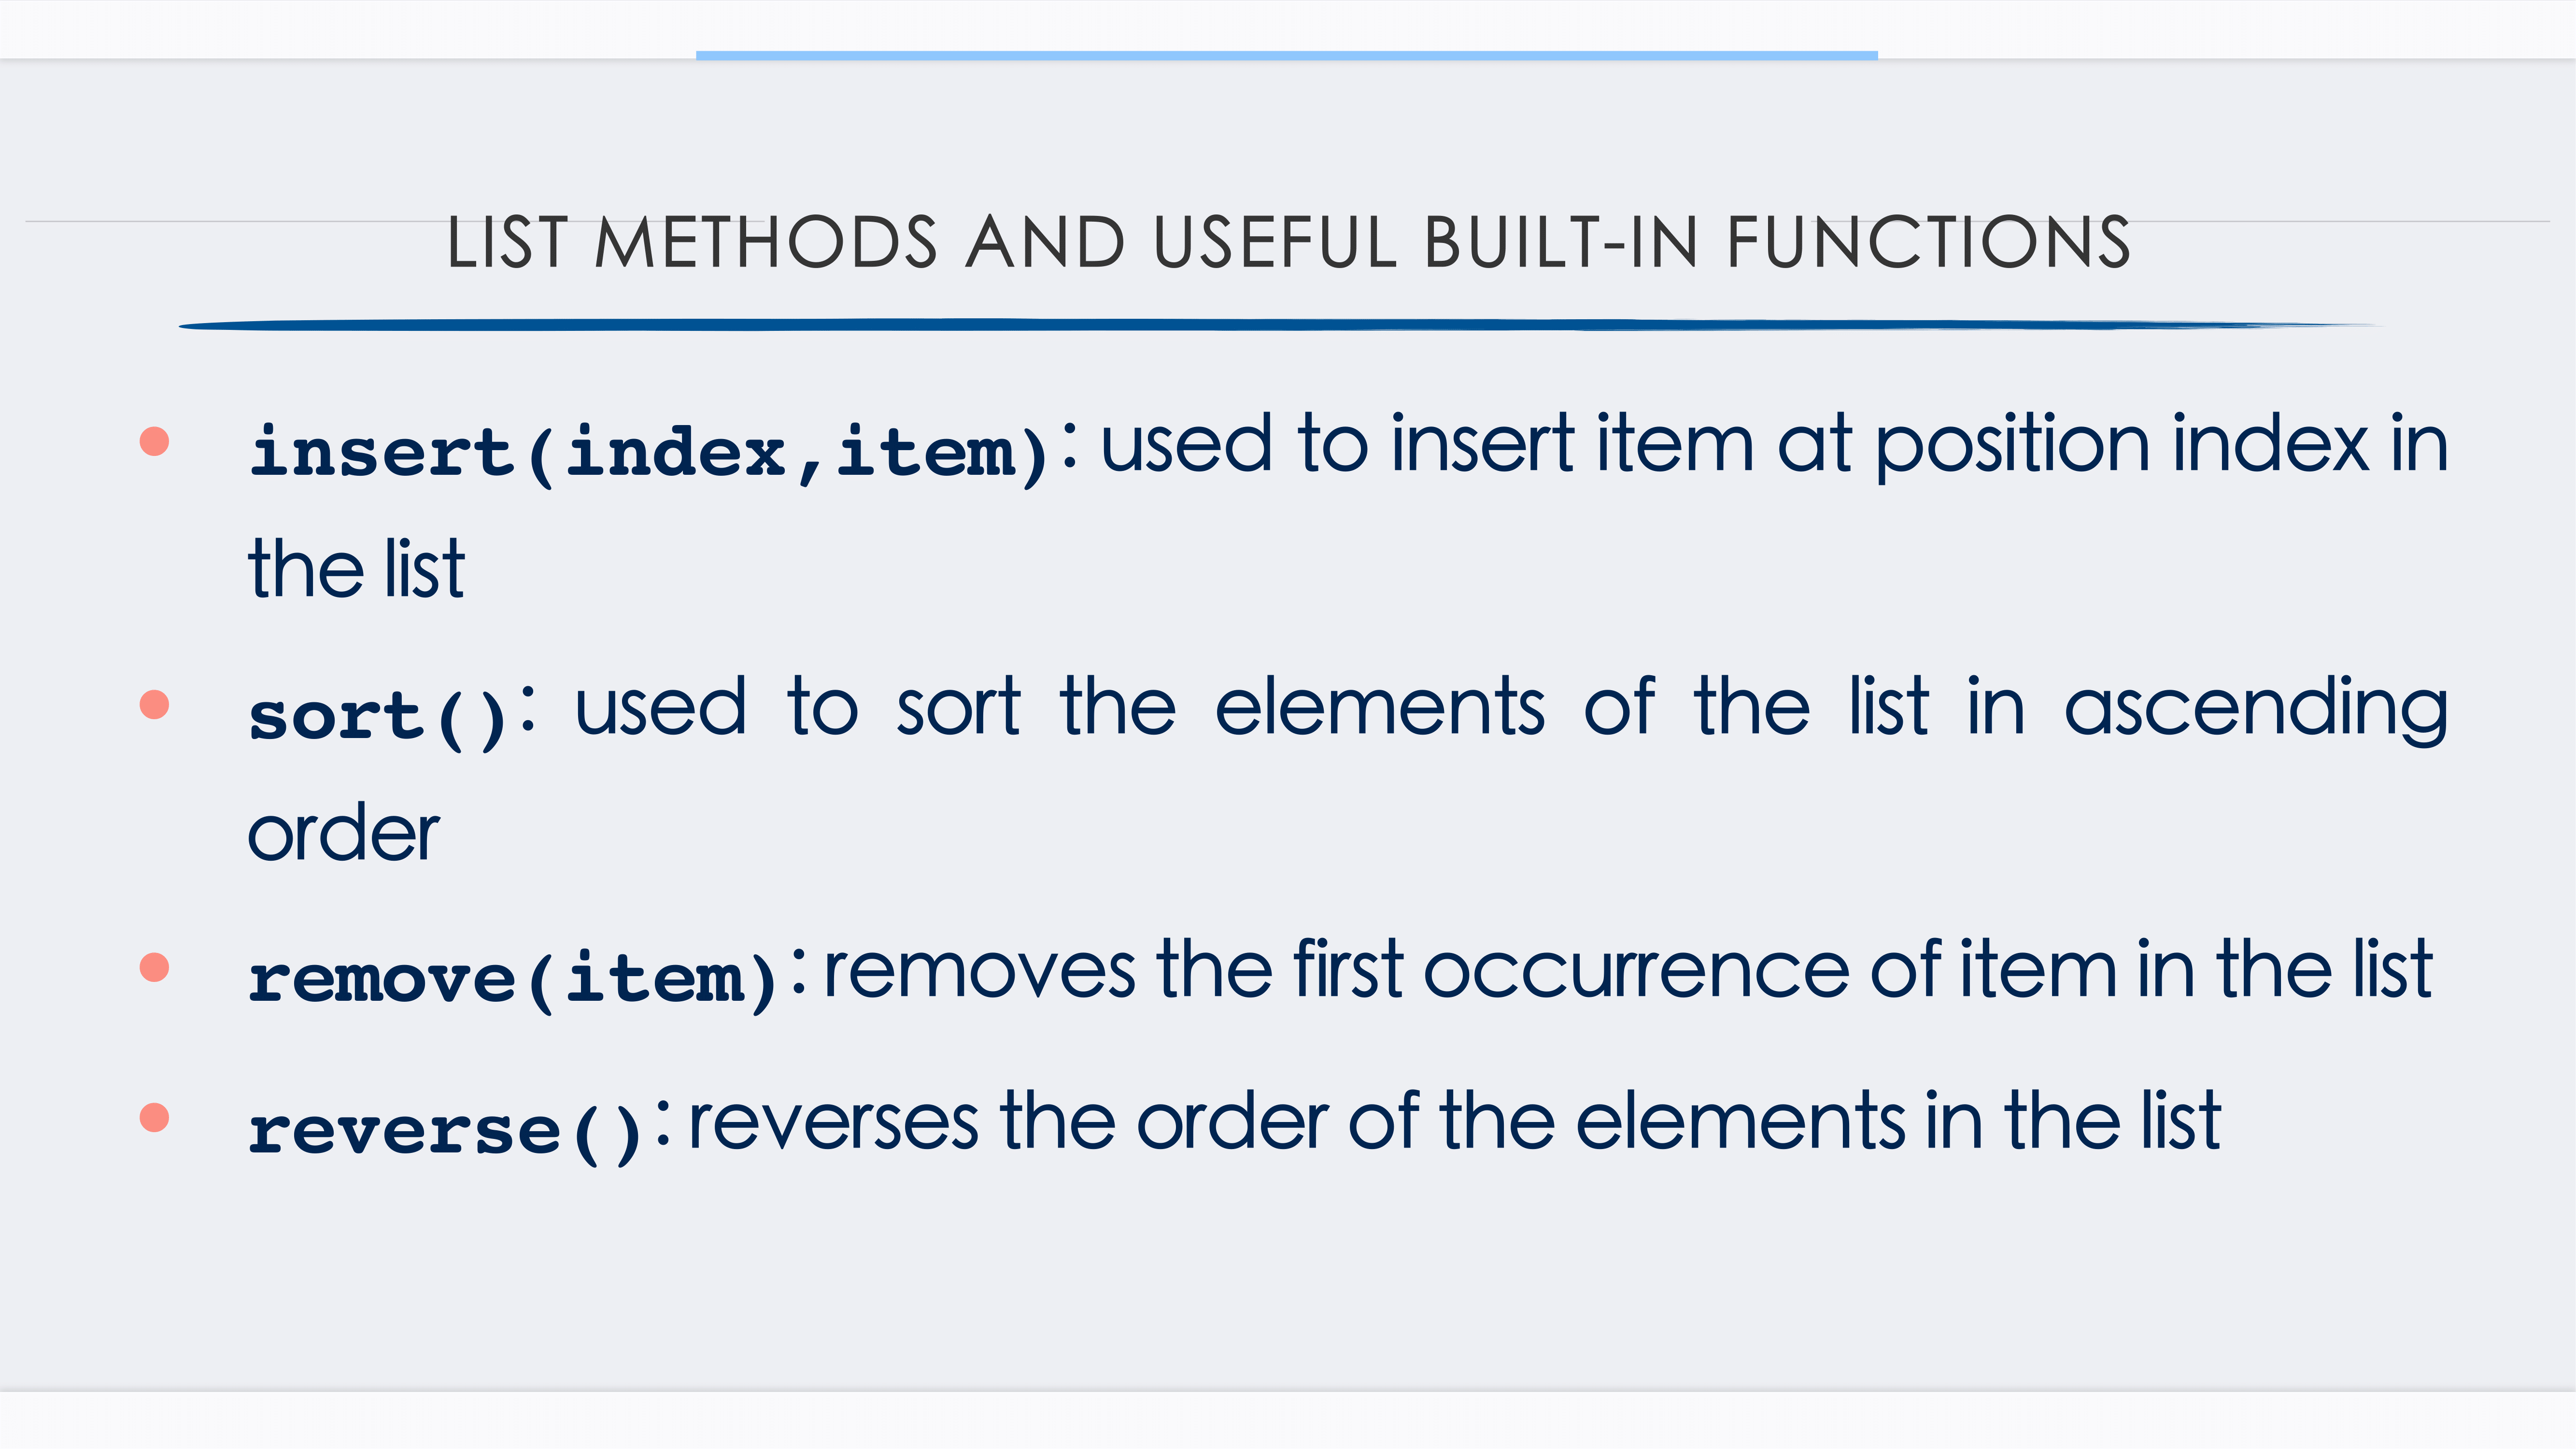 LIST METHODS AND USEFUL BUILT-IN FUNCTIONS
• insert(index,item): used to insert item at position index in
the list
• sort(): used to sort the elements of the list in ascending
order
• remove(item): removes the first occurrence of item in the list
• reverse(): reverses the order of the elements in the list